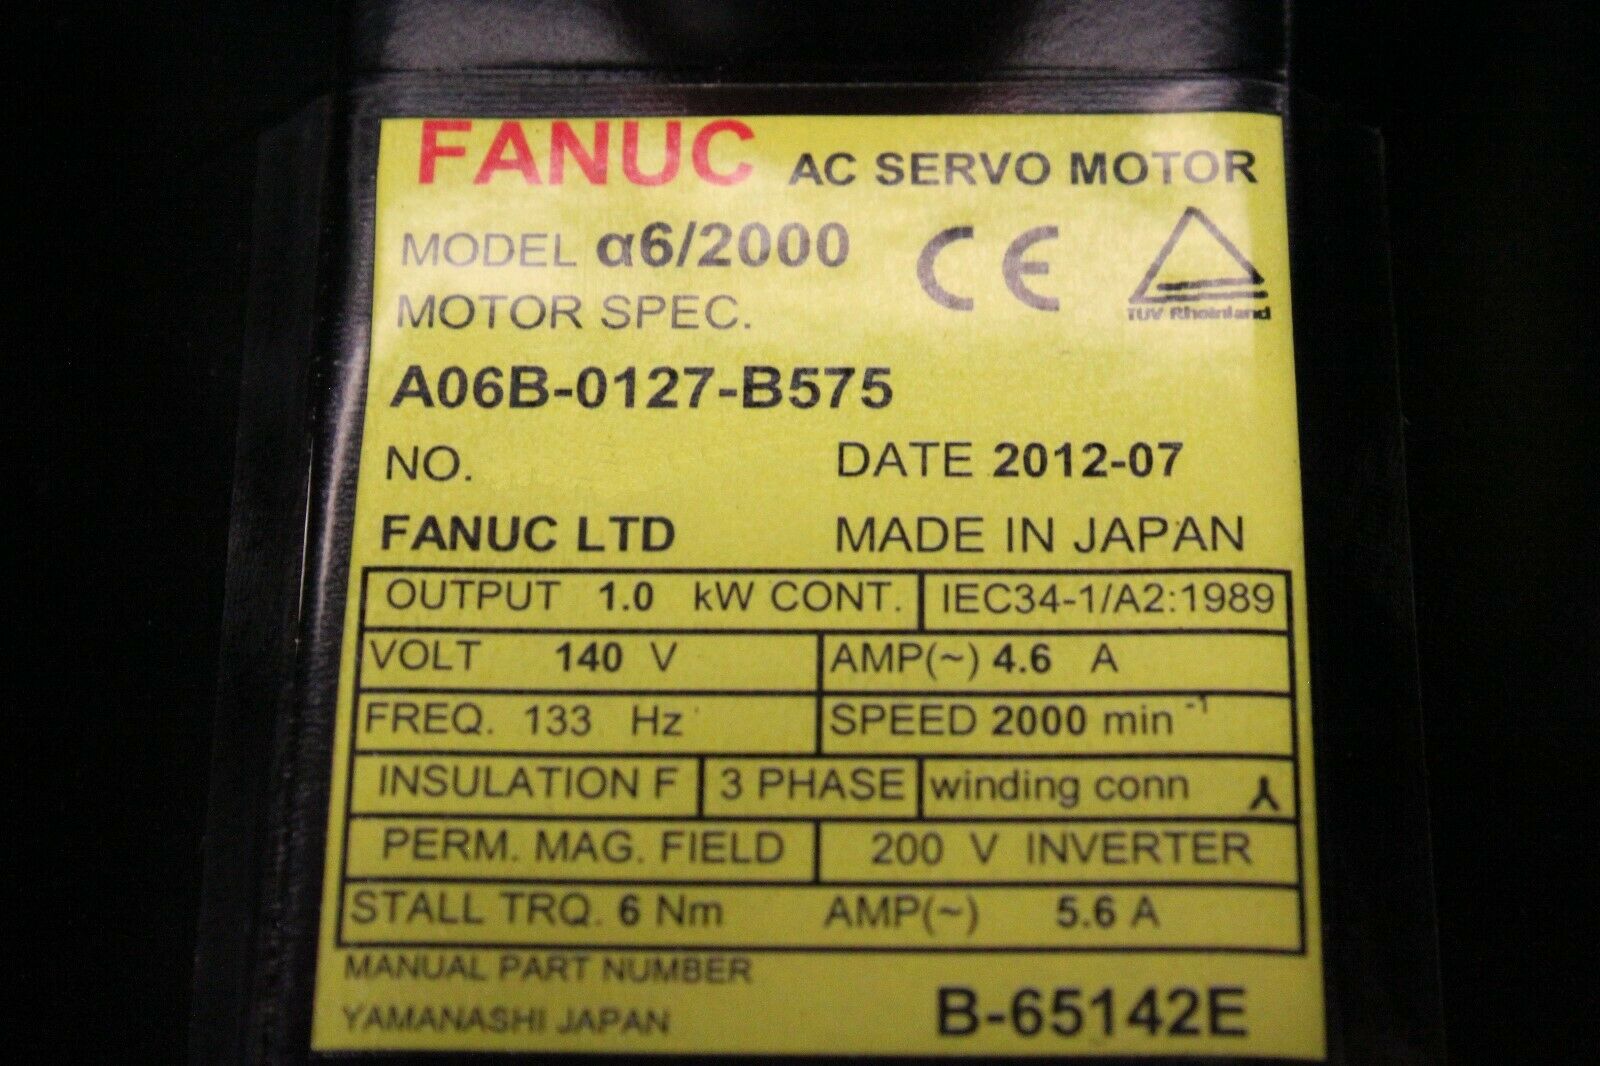 FANUC AC SERVO MOTOR
MODEL α6/2000
CE
TUV Rheinland
MOTOR SPEC.
A06B-0127-B575
NO. DATE 2012-07
FANUC LTD MADE IN JAPAN
OUTPUT 1.0 kW CONT. IEC34-1/A2:1989
VOLT 140 V AMP(~) 4.6 A
FREQ. 133 Hz SPEED 2000 min⁻¹
INSULATION F 3 PHASE winding conn
PERM. MAG. FIELD 200 V INVERTER
STALL TRQ. 6 Nm AMP(~) 5.6 A
MANUAL PART NUMBER
YAMANASHI JAPAN B-65142E